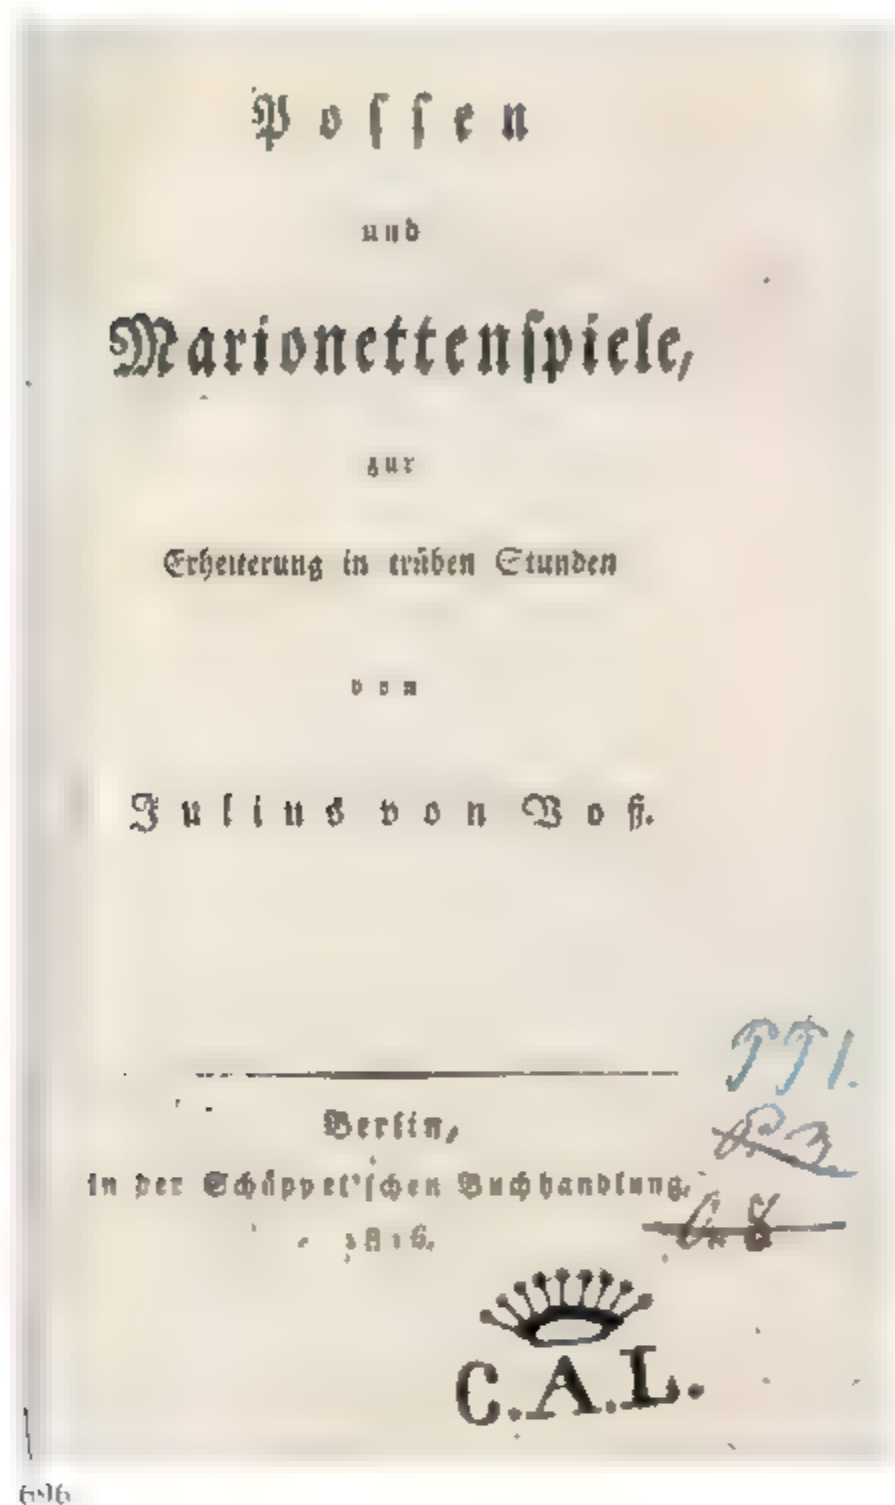 Possen
und
Marionettenspiele,
zur
Erheiterung in trüben Stunden
von
Julius von Voß.
Berlin,
in der Schüppel'schen Buchhandlung.
1816.
C.A.L.